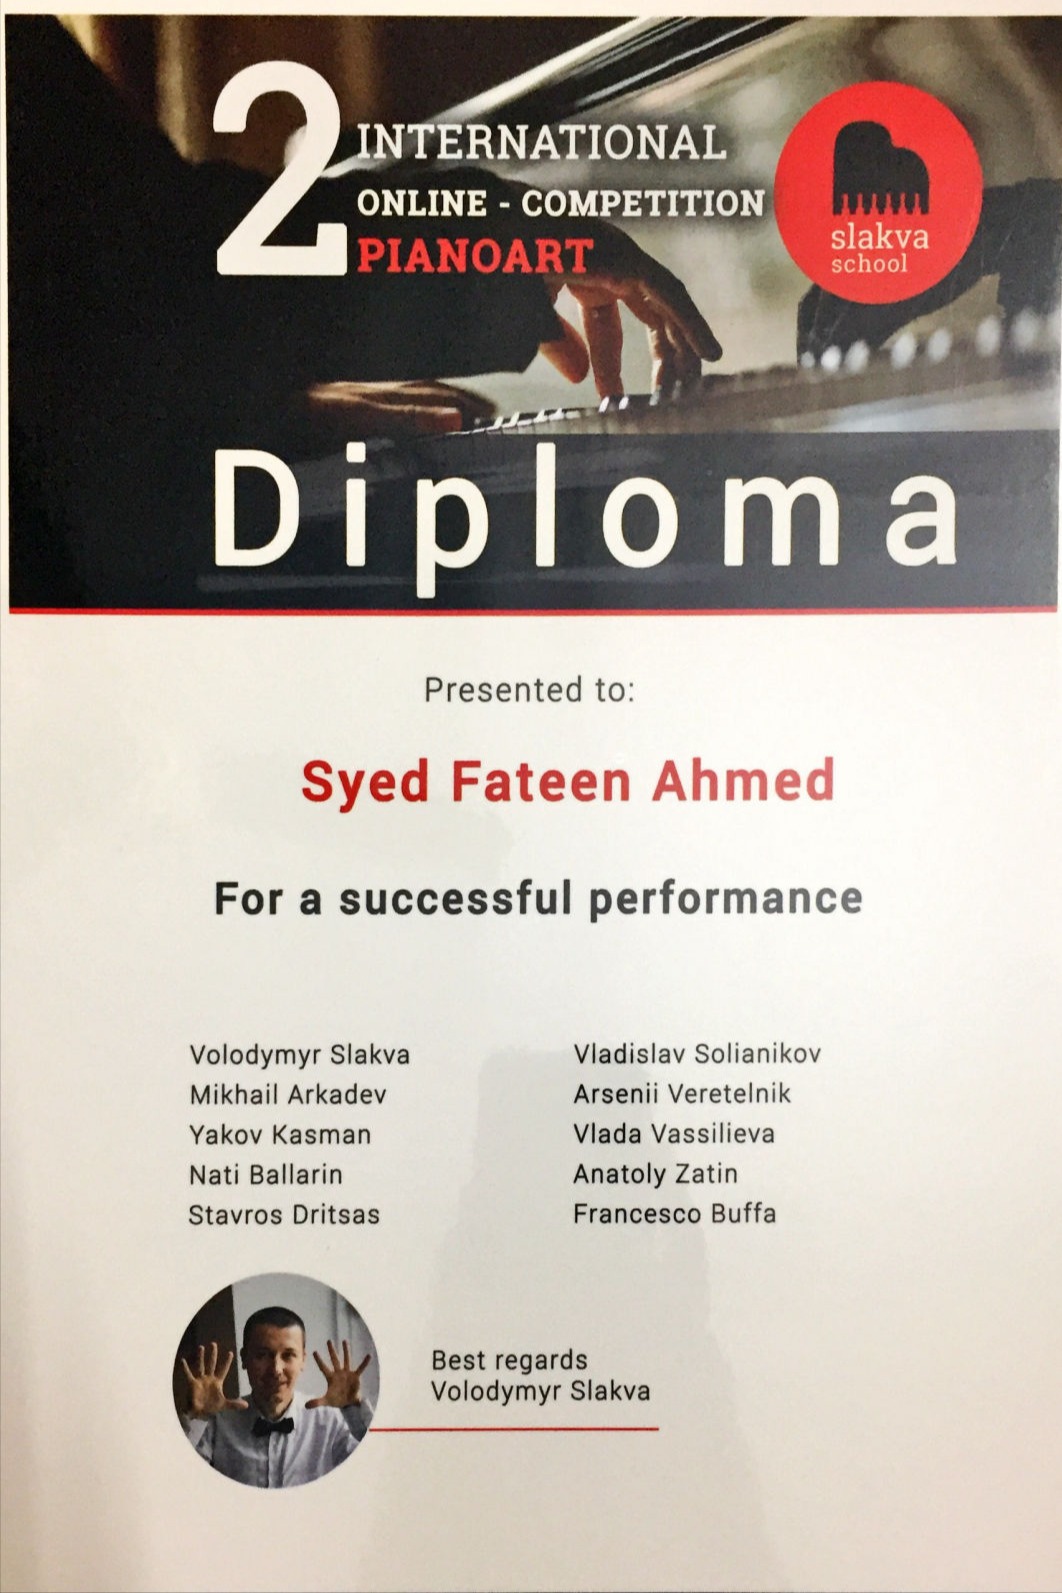 2 INTERNATIONAL
ONLINE - COMPETITION
PIANOART
slakva
school
Diploma
Presented to:
Syed Fateen Ahmed
For a successful performance
Volodymyr Slakva
Mikhail Arkadev
Yakov Kasman
Nati Ballarin
Stavros Dritsas
Vladislav Solianikov
Arsenii Veretelnik
Vlada Vassilieva
Anatoly Zatin
Francesco Buffa
Best regards
Volodymyr Slakva